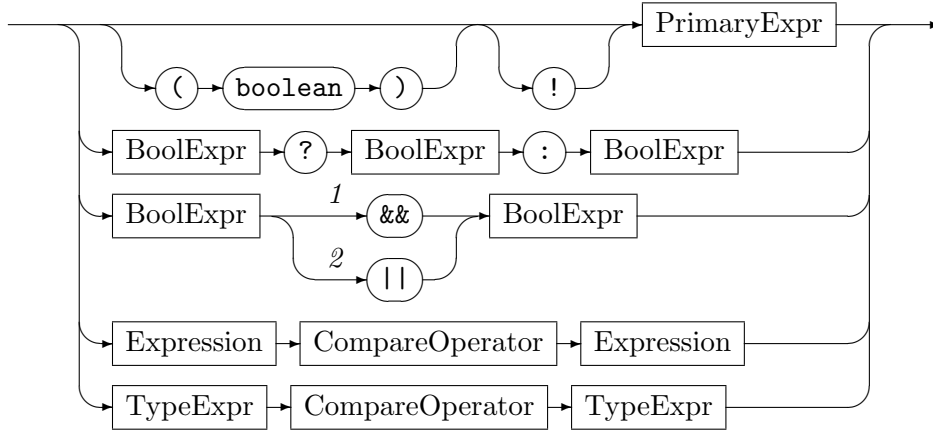 PrimaryExpr
( boolean ) !
BoolExpr ? BoolExpr : BoolExpr
1
BoolExpr && BoolExpr
2
||
Expression CompareOperator Expression
TypeExpr CompareOperator TypeExpr